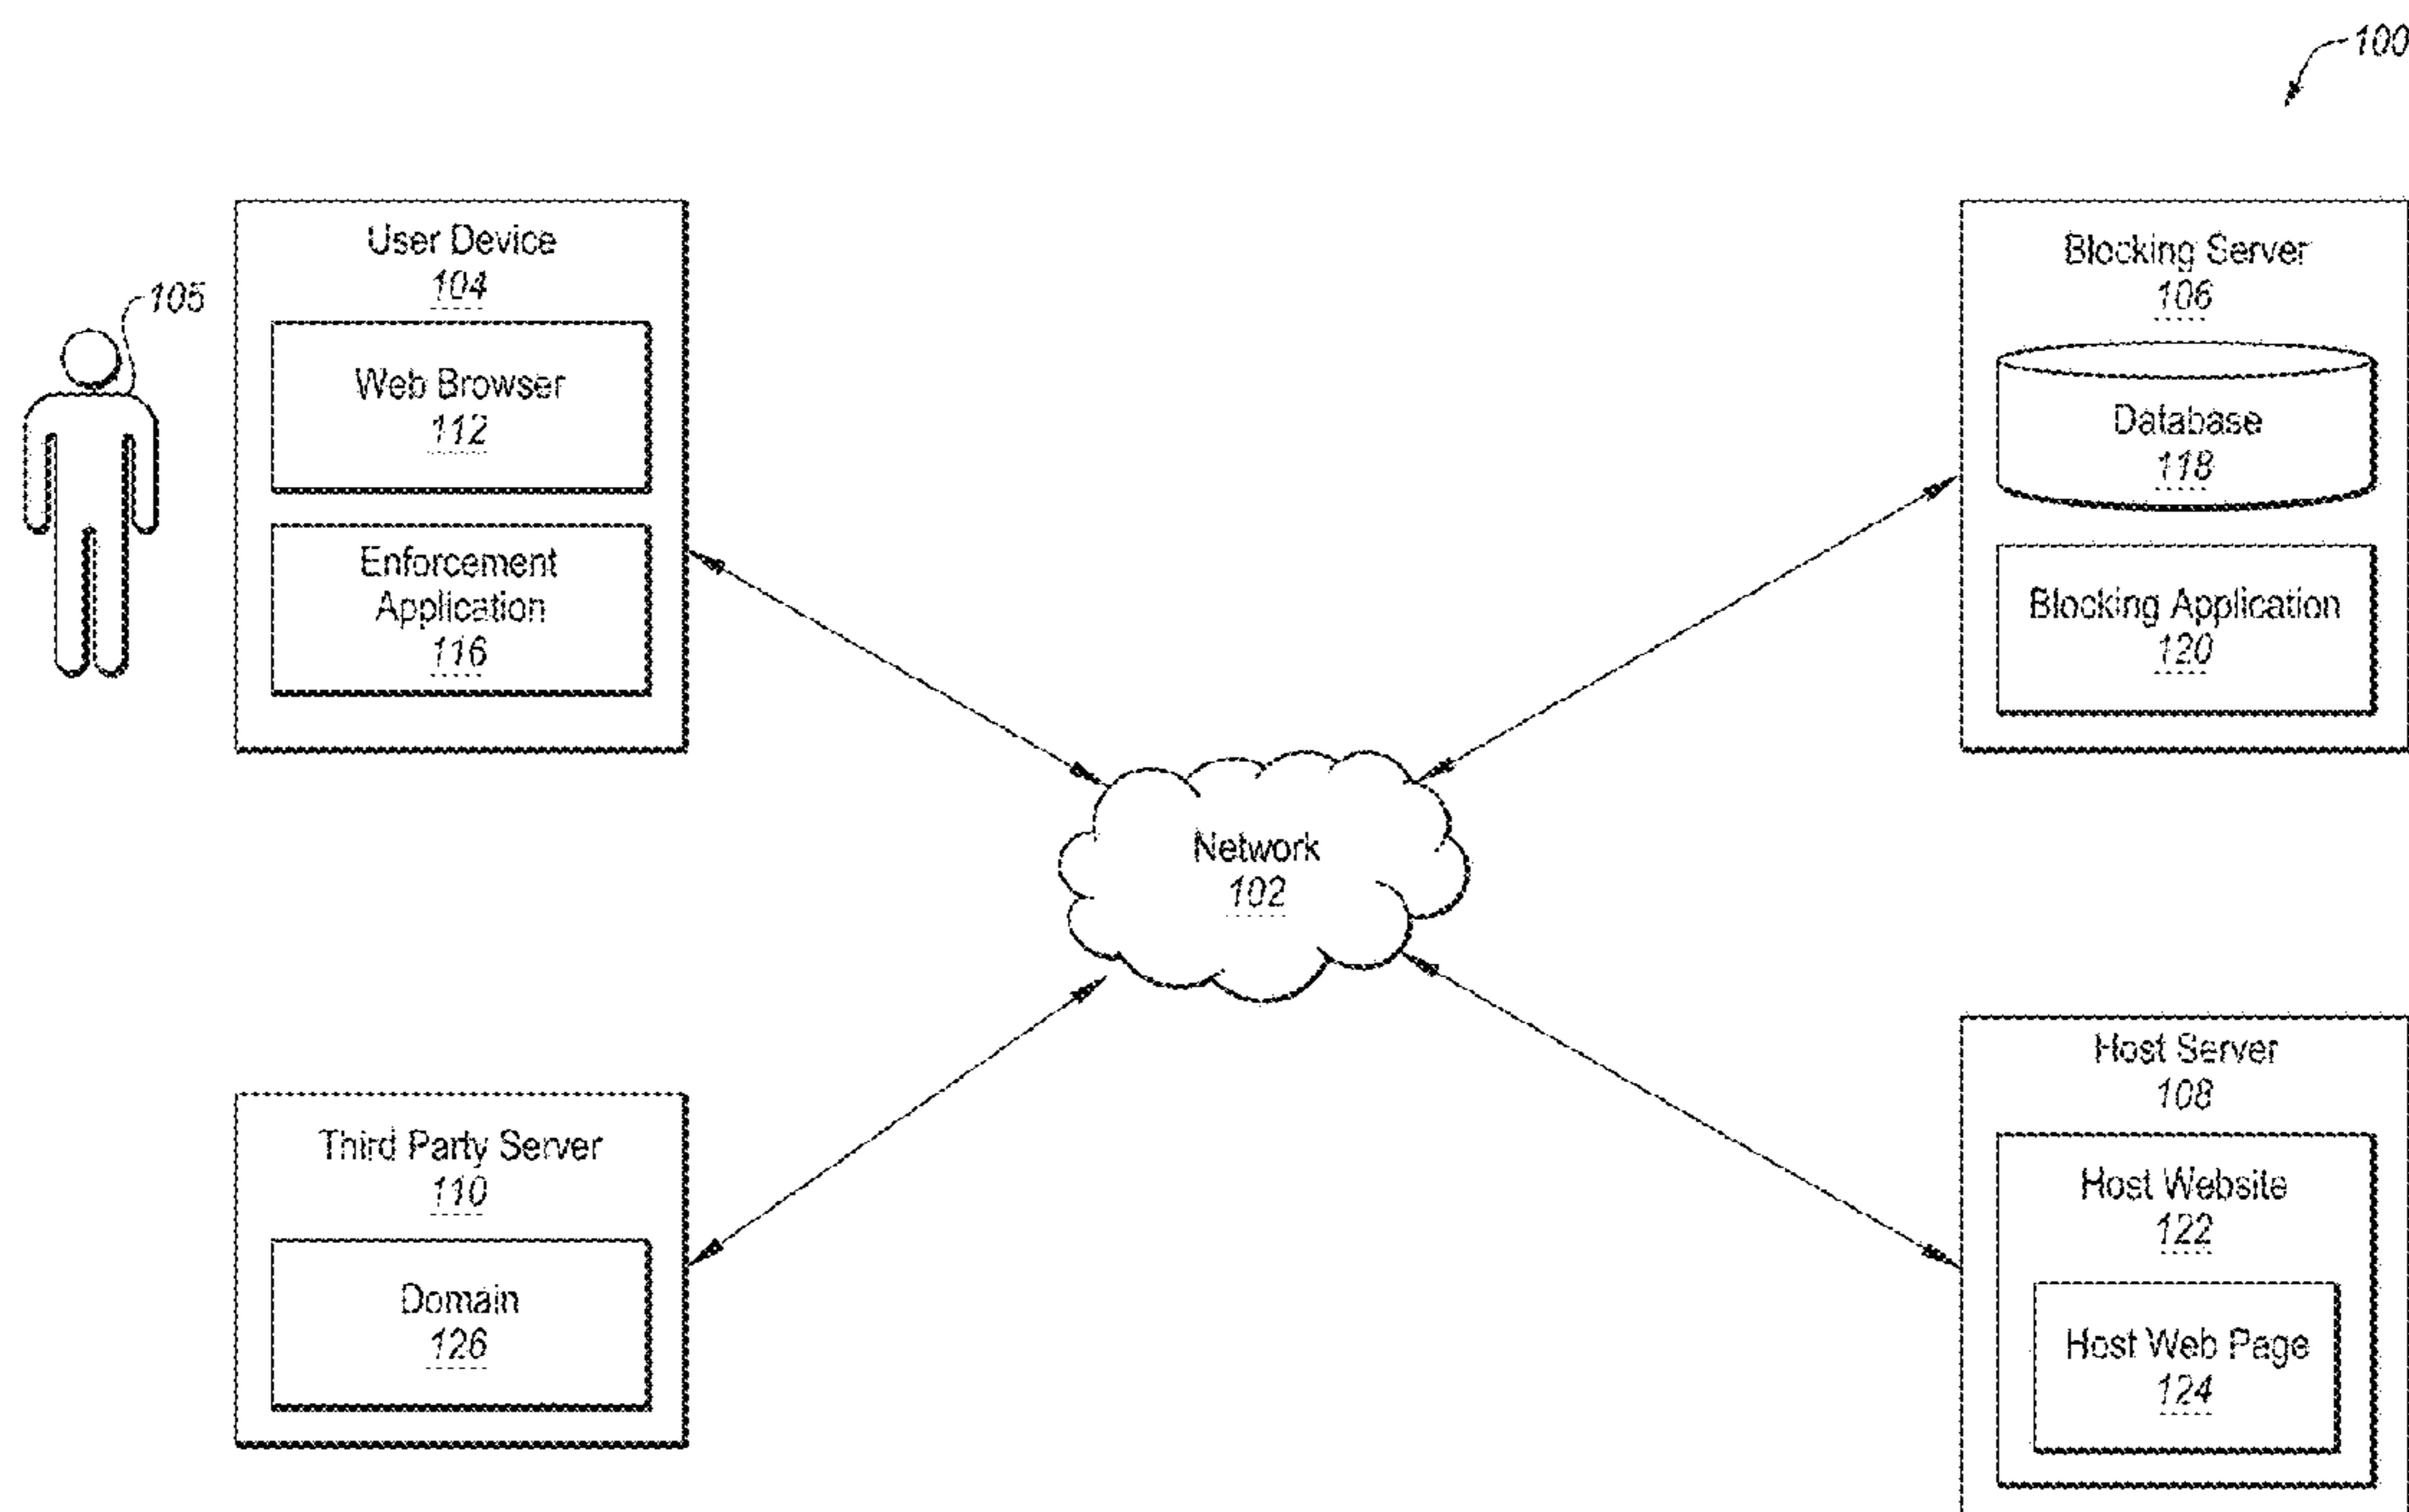 100
User Device
104
105
Web Browser
112
Enforcement
Application
116
Blocking Server
106
Database
118
Blocking Application
120
Network
102
Third Party Server
110
Domain
126
Host Server
108
Host Website
122
Host Web Page
124